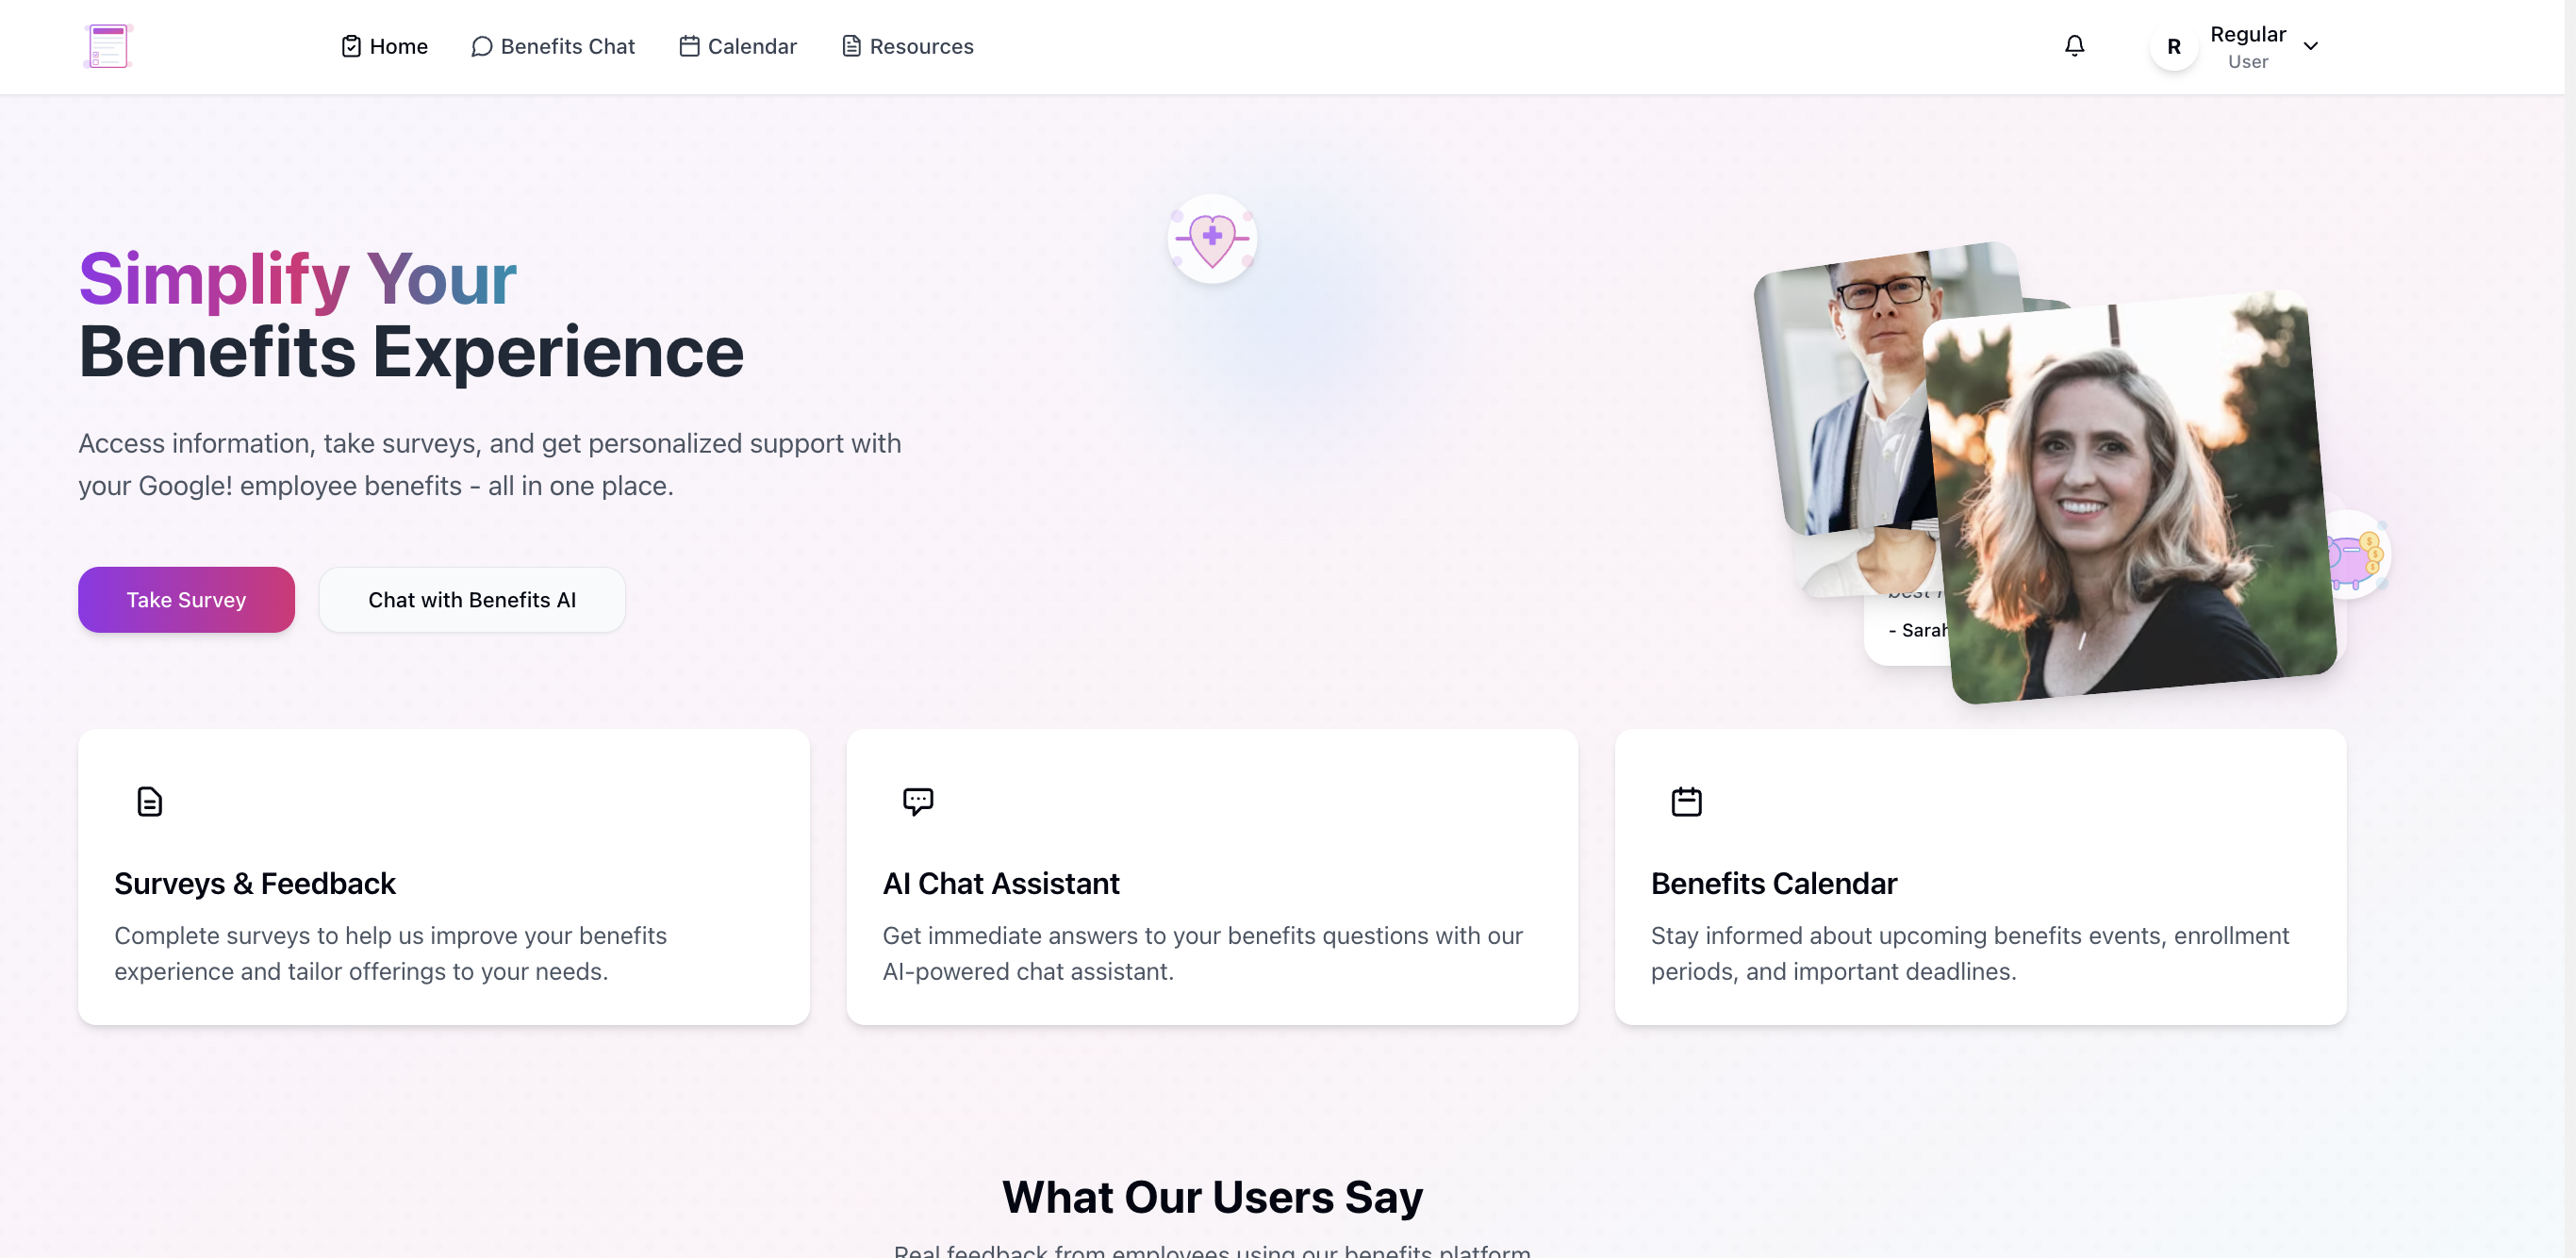 Home
Benefits Chat
Calendar
Resources
R
Regular
User
Simplify Your
Benefits Experience
Access information, take surveys, and get personalized support with
your Google! employee benefits - all in one place.
Take Survey
Chat with Benefits AI
best
- Sarah
Surveys & Feedback
Complete surveys to help us improve your benefits
experience and tailor offerings to your needs.
AI Chat Assistant
Get immediate answers to your benefits questions with our
AI-powered chat assistant.
Benefits Calendar
Stay informed about upcoming benefits events, enrollment
periods, and important deadlines.
What Our Users Say
Real feedback from employees using our benefits platform